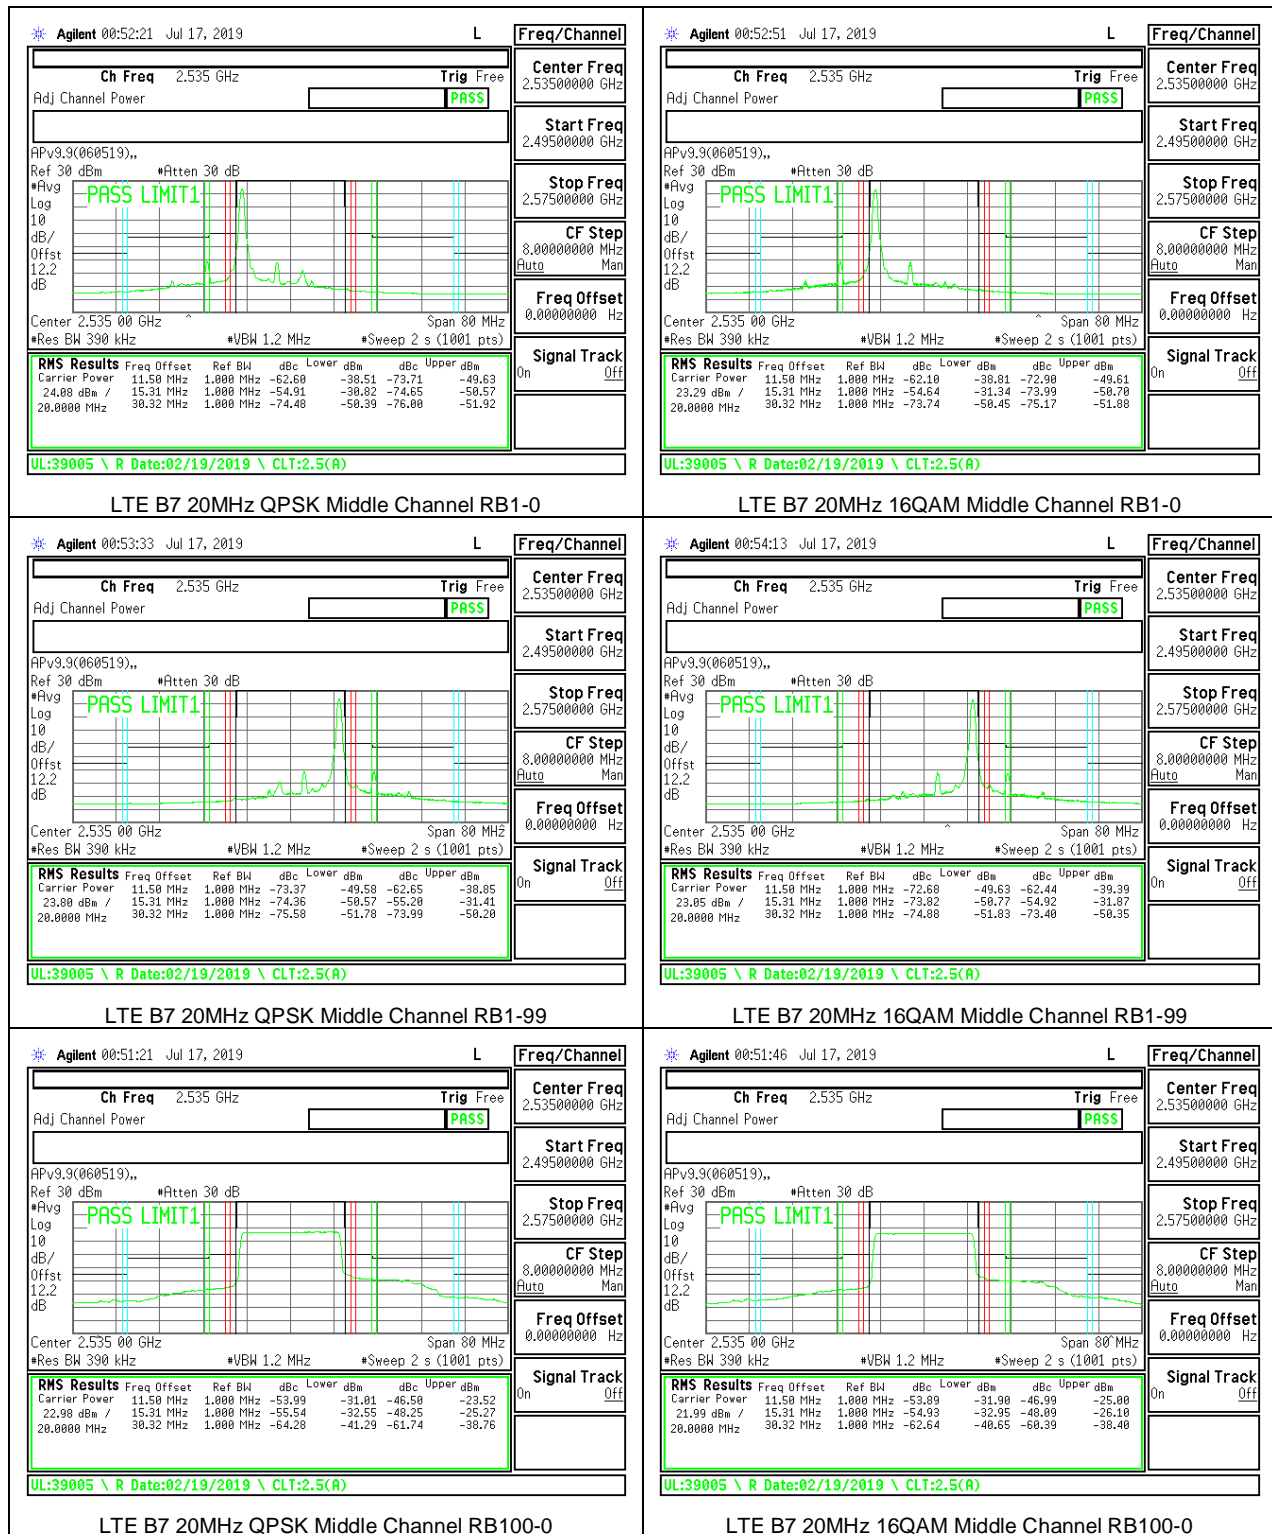 Agilent 00:52:21 Jul 17, 2019 L Freq/Channel
Ch Freq 2.535 GHz Trig Free
Adj Channel Power PASS
Center Freq
2.53500000 GHz
Start Freq
2.49500000 GHz
Stop Freq
2.57500000 GHz
CF Step
8.00000000 MHz
Auto Man
Freq Offset
0.00000000 Hz
Signal Track
On Off
APv9.9(060519),,
Ref 30 dBm #Atten 30 dB
#Avg
Log
10
dB/
Offst
12.2
dB
PASS LIMIT1
Center 2.535 00 GHz Span 80 MHz
#Res BW 390 kHz #VBW 1.2 MHz #Sweep 2 s (1001 pts)
RMS Results Freq Offset Ref BW dBc Lower dBm dBc Upper dBm
Carrier Power 11.50 MHz 1.000 MHz -62.60 -38.51 -73.71 -49.63
24.08 dBm / 15.31 MHz 1.000 MHz -54.91 -30.82 -74.65 -50.57
20.0000 MHz 30.32 MHz 1.000 MHz -74.48 -50.39 -76.00 -51.92
UL:39005 \ R Date:02/19/2019 \ CLT:2.5(A)
LTE B7 20MHz QPSK Middle Channel RB1-0
Agilent 00:52:51 Jul 17, 2019 L Freq/Channel
Ch Freq 2.535 GHz Trig Free
Adj Channel Power PASS
Center Freq
2.53500000 GHz
Start Freq
2.49500000 GHz
Stop Freq
2.57500000 GHz
CF Step
8.00000000 MHz
Auto Man
Freq Offset
0.00000000 Hz
Signal Track
On Off
APv9.9(060519),,
Ref 30 dBm #Atten 30 dB
#Avg
Log
10
dB/
Offst
12.2
dB
PASS LIMIT1
Center 2.535 00 GHz Span 80 MHz
#Res BW 390 kHz #VBW 1.2 MHz #Sweep 2 s (1001 pts)
RMS Results Freq Offset Ref BW dBc Lower dBm dBc Upper dBm
Carrier Power 11.50 MHz 1.000 MHz -62.10 -38.81 -72.90 -49.61
23.29 dBm / 15.31 MHz 1.000 MHz -54.64 -31.34 -73.99 -50.70
20.0000 MHz 30.32 MHz 1.000 MHz -73.74 -50.45 -75.17 -51.88
UL:39005 \ R Date:02/19/2019 \ CLT:2.5(A)
LTE B7 20MHz 16QAM Middle Channel RB1-0
Agilent 00:53:33 Jul 17, 2019 L Freq/Channel
Ch Freq 2.535 GHz Trig Free
Adj Channel Power PASS
Center Freq
2.53500000 GHz
Start Freq
2.49500000 GHz
Stop Freq
2.57500000 GHz
CF Step
8.00000000 MHz
Auto Man
Freq Offset
0.00000000 Hz
Signal Track
On Off
APv9.9(060519),,
Ref 30 dBm #Atten 30 dB
#Avg
Log
10
dB/
Offst
12.2
dB
PASS LIMIT1
Center 2.535 00 GHz Span 80 MHz
#Res BW 390 kHz #VBW 1.2 MHz #Sweep 2 s (1001 pts)
RMS Results Freq Offset Ref BW dBc Lower dBm dBc Upper dBm
Carrier Power 11.50 MHz 1.000 MHz -73.37 -49.58 -62.65 -38.85
23.80 dBm / 15.31 MHz 1.000 MHz -74.36 -50.57 -55.20 -31.41
20.0000 MHz 30.32 MHz 1.000 MHz -75.58 -51.78 -73.99 -50.20
UL:39005 \ R Date:02/19/2019 \ CLT:2.5(A)
LTE B7 20MHz QPSK Middle Channel RB1-99
Agilent 00:54:13 Jul 17, 2019 L Freq/Channel
Ch Freq 2.535 GHz Trig Free
Adj Channel Power PASS
Center Freq
2.53500000 GHz
Start Freq
2.49500000 GHz
Stop Freq
2.57500000 GHz
CF Step
8.00000000 MHz
Auto Man
Freq Offset
0.00000000 Hz
Signal Track
On Off
APv9.9(060519),,
Ref 30 dBm #Atten 30 dB
#Avg
Log
10
dB/
Offst
12.2
dB
PASS LIMIT1
Center 2.535 00 GHz Span 80 MHz
#Res BW 390 kHz #VBW 1.2 MHz #Sweep 2 s (1001 pts)
RMS Results Freq Offset Ref BW dBc Lower dBm dBc Upper dBm
Carrier Power 11.50 MHz 1.000 MHz -72.68 -49.63 -62.44 -39.39
23.05 dBm / 15.31 MHz 1.000 MHz -73.82 -50.77 -54.92 -31.87
20.0000 MHz 30.32 MHz 1.000 MHz -74.88 -51.83 -73.40 -50.35
UL:39005 \ R Date:02/19/2019 \ CLT:2.5(A)
LTE B7 20MHz 16QAM Middle Channel RB1-99
Agilent 00:51:21 Jul 17, 2019 L Freq/Channel
Ch Freq 2.535 GHz Trig Free
Adj Channel Power PASS
Center Freq
2.53500000 GHz
Start Freq
2.49500000 GHz
Stop Freq
2.57500000 GHz
CF Step
8.00000000 MHz
Auto Man
Freq Offset
0.00000000 Hz
Signal Track
On Off
APv9.9(060519),,
Ref 30 dBm #Atten 30 dB
#Avg
Log
10
dB/
Offst
12.2
dB
PASS LIMIT1
Center 2.535 00 GHz Span 80 MHz
#Res BW 390 kHz #VBW 1.2 MHz #Sweep 2 s (1001 pts)
RMS Results Freq Offset Ref BW dBc Lower dBm dBc Upper dBm
Carrier Power 11.50 MHz 1.000 MHz -53.99 -31.01 -46.50 -23.52
22.98 dBm / 15.31 MHz 1.000 MHz -55.54 -32.55 -48.25 -25.27
20.0000 MHz 30.32 MHz 1.000 MHz -64.28 -41.29 -61.74 -38.76
UL:39005 \ R Date:02/19/2019 \ CLT:2.5(A)
LTE B7 20MHz QPSK Middle Channel RB100-0
Agilent 00:51:46 Jul 17, 2019 L Freq/Channel
Ch Freq 2.535 GHz Trig Free
Adj Channel Power PASS
Center Freq
2.53500000 GHz
Start Freq
2.49500000 GHz
Stop Freq
2.57500000 GHz
CF Step
8.00000000 MHz
Auto Man
Freq Offset
0.00000000 Hz
Signal Track
On Off
APv9.9(060519),,
Ref 30 dBm #Atten 30 dB
#Avg
Log
10
dB/
Offst
12.2
dB
PASS LIMIT1
Center 2.535 00 GHz Span 80 MHz
#Res BW 390 kHz #VBW 1.2 MHz #Sweep 2 s (1001 pts)
RMS Results Freq Offset Ref BW dBc Lower dBm dBc Upper dBm
Carrier Power 11.50 MHz 1.000 MHz -53.89 -31.90 -46.99 -25.00
21.99 dBm / 15.31 MHz 1.000 MHz -54.93 -32.95 -48.09 -26.10
20.0000 MHz 30.32 MHz 1.000 MHz -62.64 -40.65 -60.39 -38.40
UL:39005 \ R Date:02/19/2019 \ CLT:2.5(A)
LTE B7 20MHz 16QAM Middle Channel RB100-0